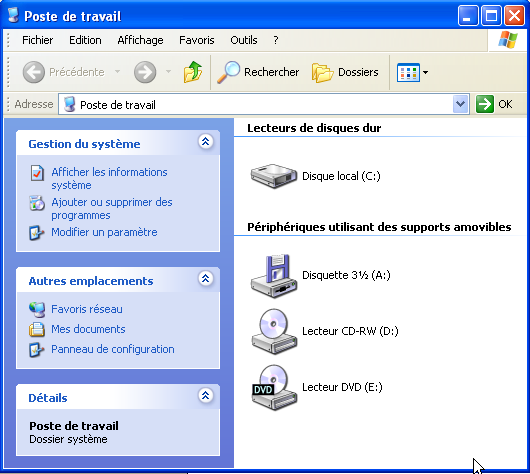 Poste de travail
Fichier Edition Affichage Favoris Outils ?
Précédente Rechercher Dossiers
Adresse Poste de travail OK
Gestion du système
Afficher les informations
système
Ajouter ou supprimer des
programmes
Modifier un paramètre
Autres emplacements
Favoris réseau
Mes documents
Panneau de configuration
Détails
Poste de travail
Dossier système
Lecteurs de disques dur
Disque local (C:)
Périphériques utilisant des supports amovibles
Disquette 3½ (A:)
Lecteur CD-RW (D:)
DVD Lecteur DVD (E:)